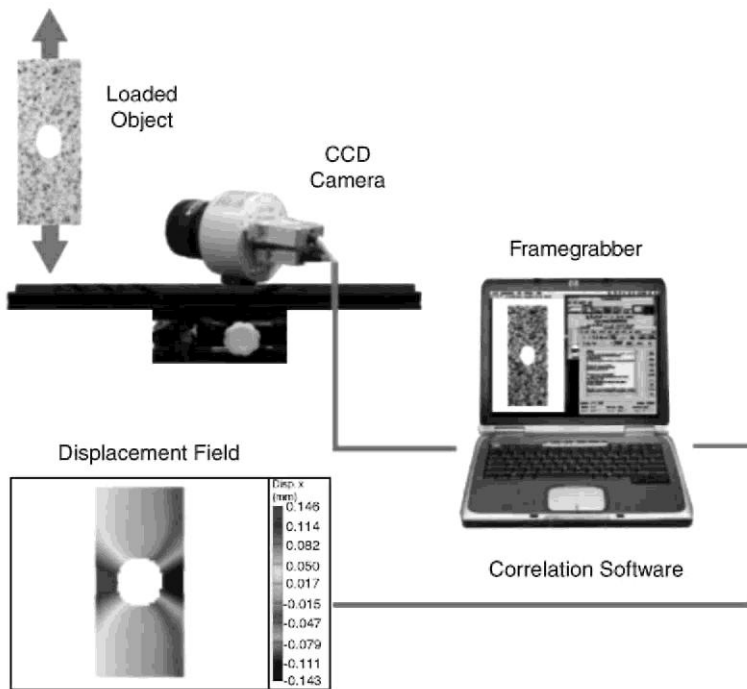 Loaded
Object
CCD
Camera
Framegrabber
Displacement Field
Disp. x
(mm)
0.146
0.114
0.082
0.050
0.017
-0.015
-0.047
-0.079
-0.111
-0.143
Correlation Software